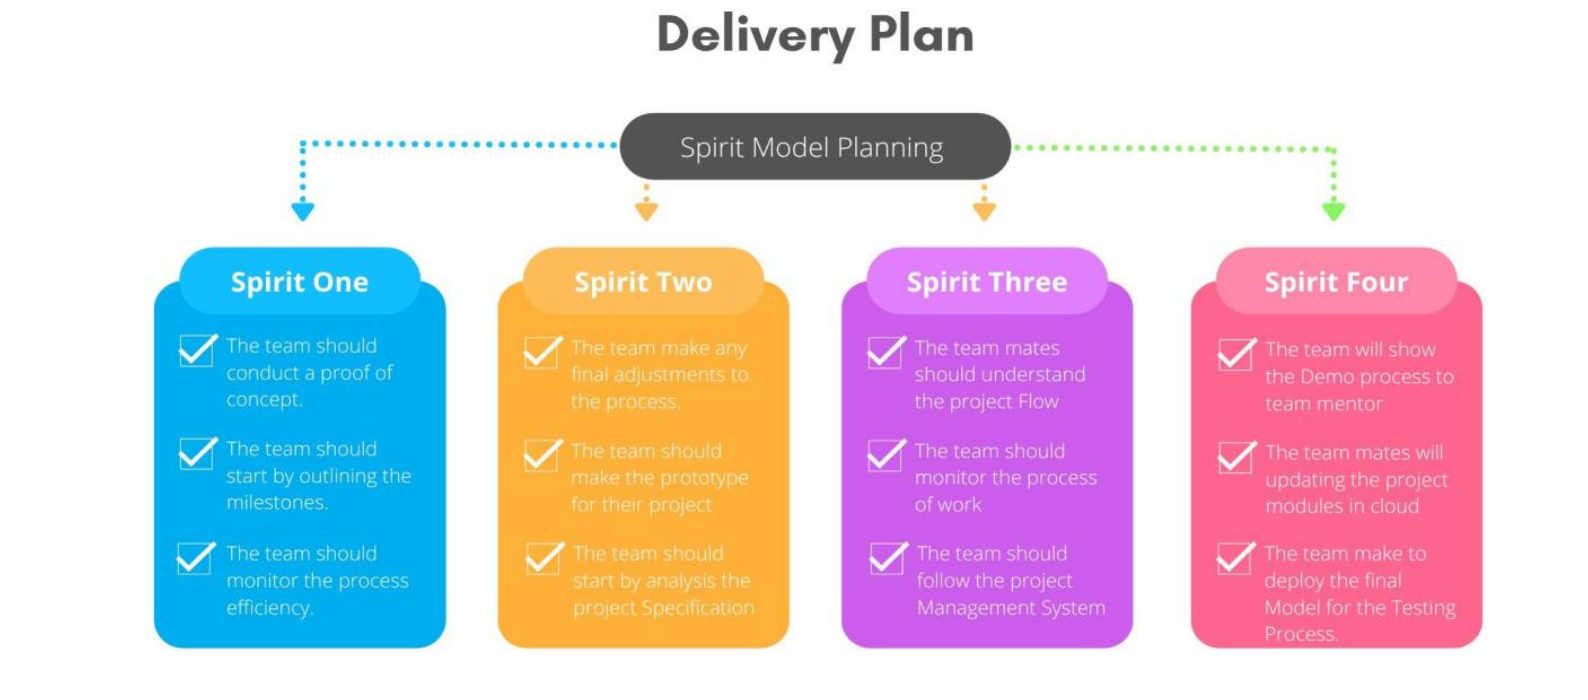 Delivery Plan
Spirit Model Planning
Spirit One
The team should
conduct a proof of
concept.
The team should
start by outlining the
milestones.
The team should
monitor the process
efficiency.
Spirit Two
The team make any
final adjustments to
the process.
The team should
make the prototype
for their project
The team should
start by analysis the
project Specification
Spirit Three
The team mates
should understand
the project Flow
The team should
monitor the process
of work
The team should
follow the project
Management System
Spirit Four
The team will show
the Demo process to
team mentor
The team mates will
updating the project
modules in cloud
The team make to
deploy the final
Model for the Testing
Process.